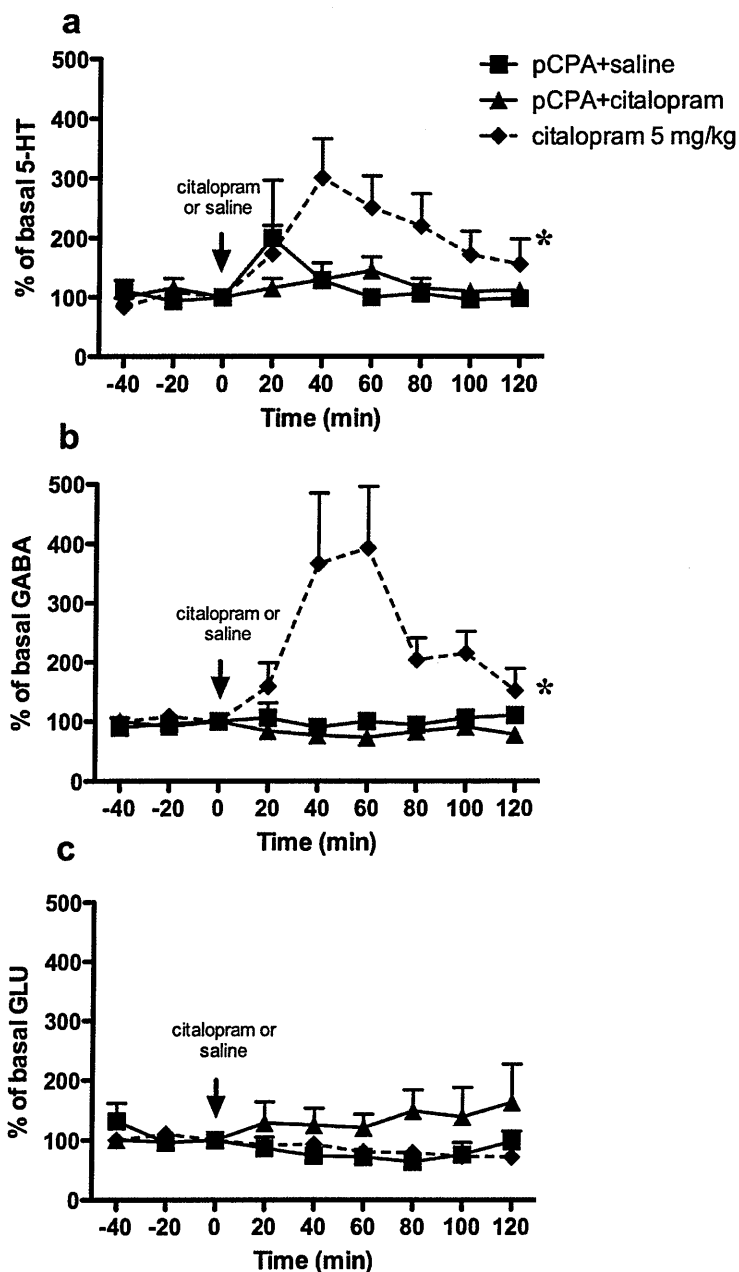 a
500
400
300
200
100
0
% of basal 5-HT
citalopram
or saline
*
pCPA+saline
pCPA+citalopram
citalopram 5 mg/kg
-40 -20 0 20 40 60 80 100 120
Time (min)
b
500
400
300
200
100
0
% of basal GABA
citalopram or
saline
*
-40 -20 0 20 40 60 80 100 120
Time (min)
c
500
400
300
200
100
0
% of basal GLU
citalopram or
saline
-40 -20 0 20 40 60 80 100 120
Time (min)